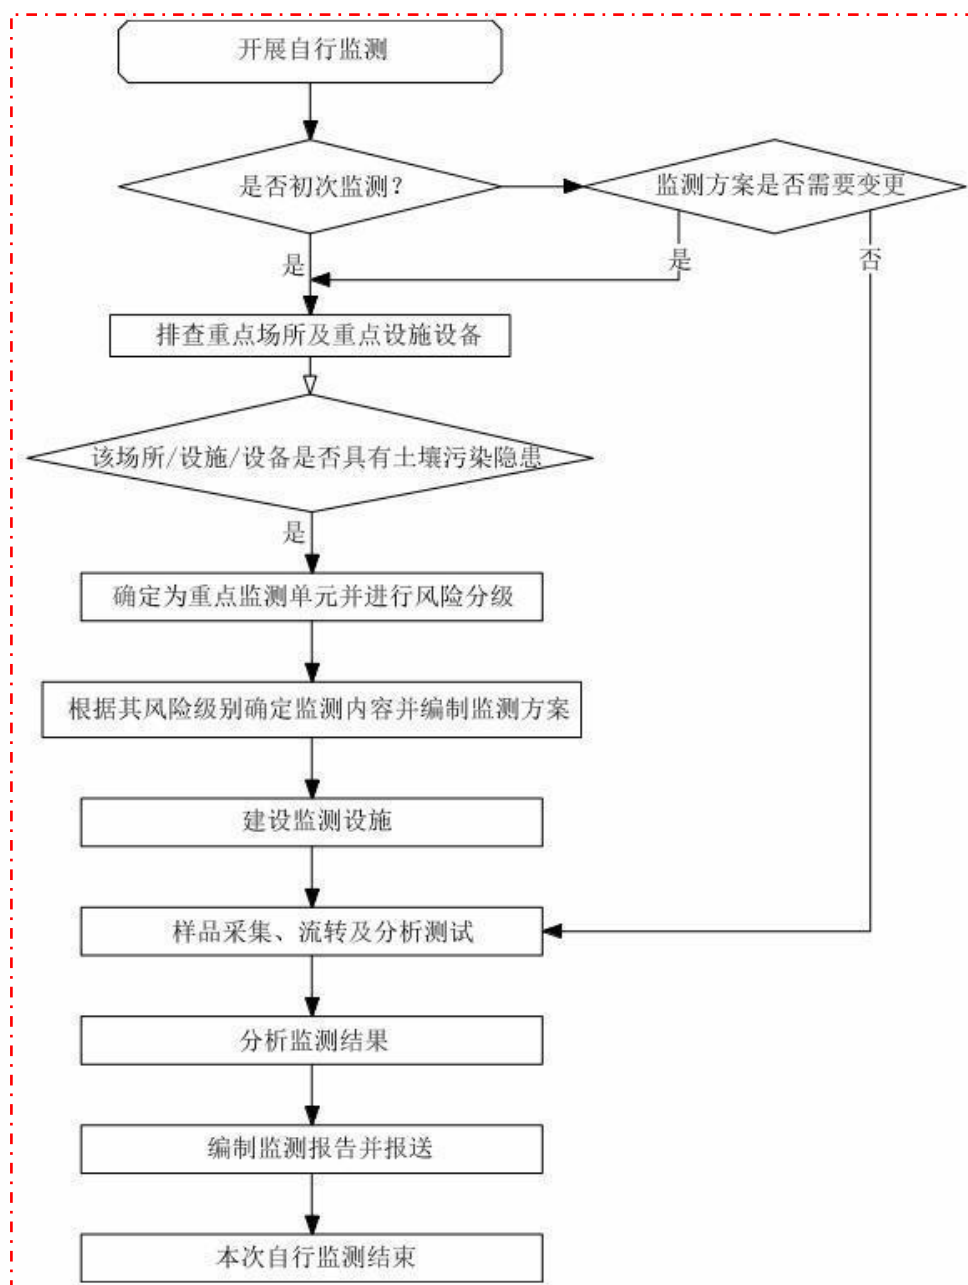 开展自行监测
是否初次监测？
监测方案是否需要变更
是
是
否
排查重点场所及重点设施设备
该场所/设施/设备是否具有土壤污染隐患
是
确定为重点监测单元并进行风险分级
根据其风险级别确定监测内容并编制监测方案
建设监测设施
样品采集、流转及分析测试
分析监测结果
编制监测报告并报送
本次自行监测结束